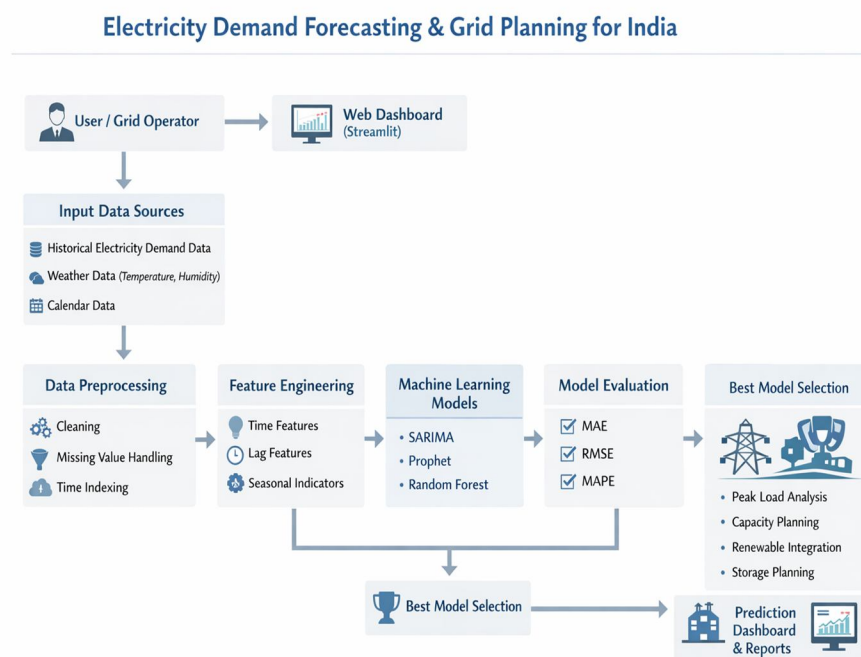 Electricity Demand Forecasting & Grid Planning for India
User / Grid Operator
Web Dashboard
(Streamlit)
Input Data Sources
Historical Electricity Demand Data
Weather Data (Temperature, Humidity)
Calendar Data
Data Preprocessing
Cleaning
Missing Value Handling
Time Indexing
Feature Engineering
Time Features
Lag Features
Seasonal Indicators
Machine Learning
Models
• SARIMA
• Prophet
• Random Forest
Model Evaluation
MAE
RMSE
MAPE
Best Model Selection
• Peak Load Analysis
• Capacity Planning
• Renewable Integration
• Storage Planning
Best Model Selection
Prediction
Dashboard
& Reports